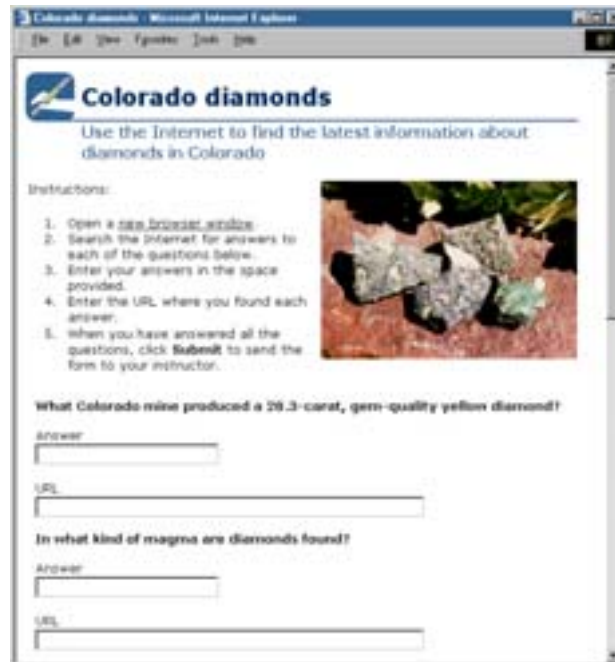 Colorado diamonds - Microsoft Internet Explorer
File Edit View Favorites Tools Help
Colorado diamonds
Use the Internet to find the latest information about
diamonds in Colorado
Instructions:
1. Open a new browser window.
2. Search the Internet for answers to
each of the questions below.
3. Enter your answers in the space
provided.
4. Enter the URL where you found each
answer.
5. When you have answered all the
questions, click Submit to send the
form to your instructor.
What Colorado mine produced a 28.3-carat, gem-quality yellow diamond?
Answer
URL
In what kind of magma are diamonds found?
Answer
URL